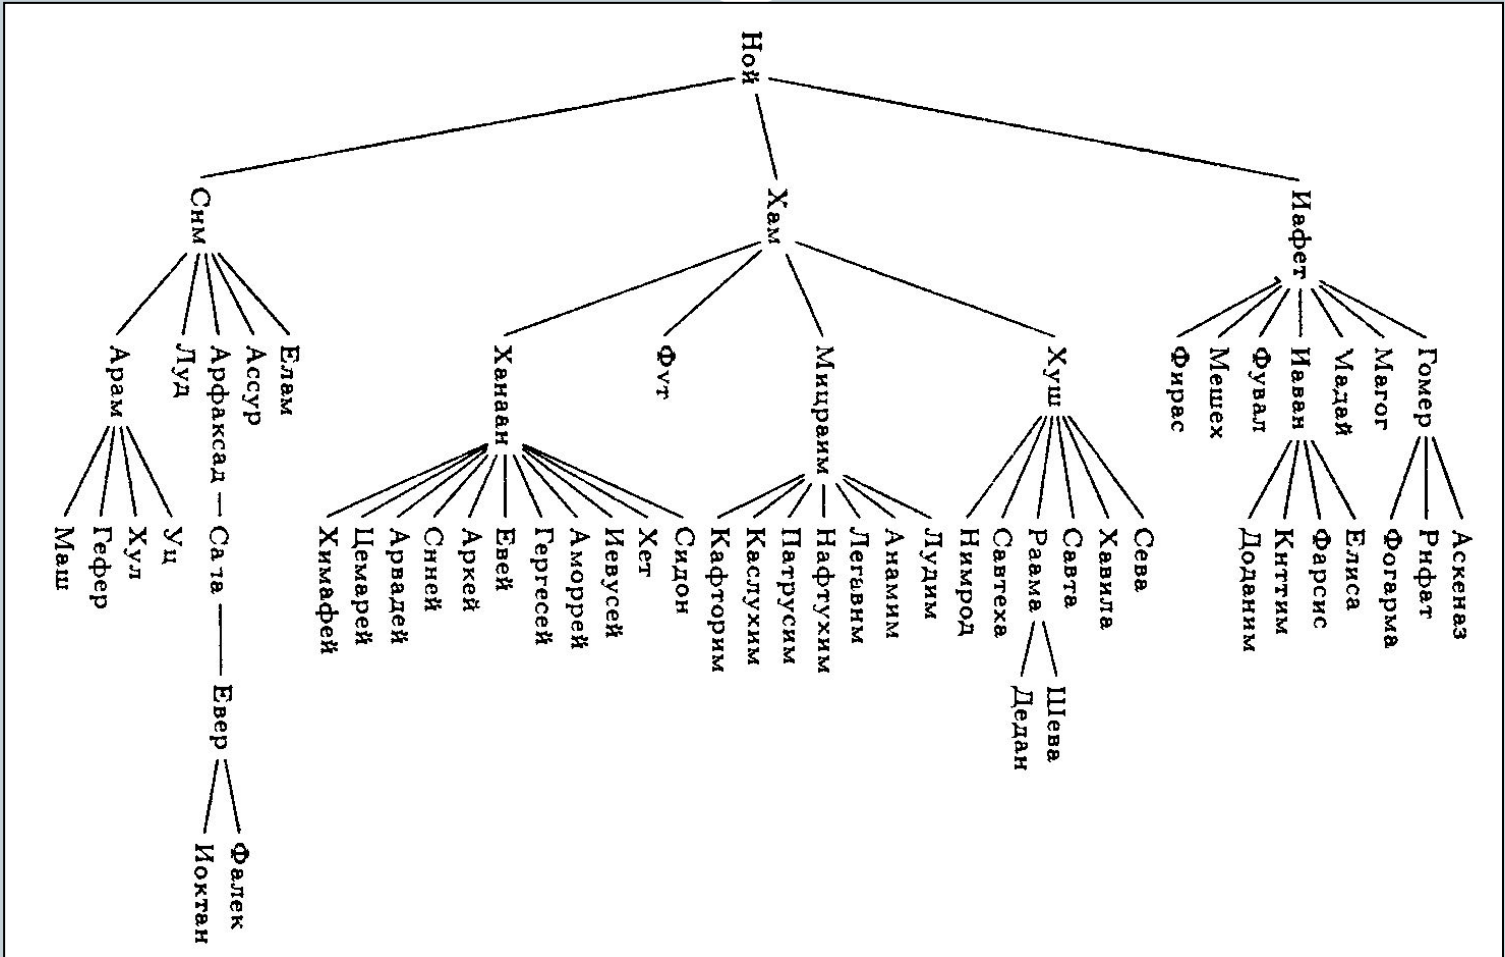 Ной
Сим
Хам
Иафет
Арам
Луд
Арфаксад
Ассур
Елам
Ханаан
Фут
Мицраим
Хуш
Фирас
Мешех
Фувал
Иаван
Мадай
Магог
Гомер
Маш
Гефер
Хул
Уц
Сала
Химафей
Цемарей
Арвадей
Синей
Аркей
Евей
Гергесей
Аморрей
Иевусей
Хет
Сидон
Кафторим
Каслухим
Патрусим
Нафтухим
Легавим
Анамим
Лудим
Нимрод
Савтеха
Раама
Савта
Хавила
Сева
Доданим
Киттим
Фарсис
Елиса
Фогарма
Рифат
Аскеназ
Евер
Дедан
Шева
Иоктан
Фалек